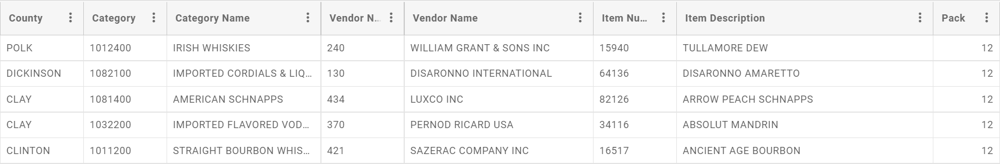 County Category Category Name Vendor N... Vendor Name Item Nu... Item Description Pack
POLK 1012400 IRISH WHISKIES 240 WILLIAM GRANT & SONS INC 15940 TULLAMORE DEW 12
DICKINSON 1082100 IMPORTED CORDIALS & LIQ... 130 DISARONNO INTERNATIONAL 64136 DISARONNO AMARETTO 12
CLAY 1081400 AMERICAN SCHNAPPS 434 LUXCO INC 82126 ARROW PEACH SCHNAPPS 12
CLAY 1032200 IMPORTED FLAVORED VOD... 370 PERNOD RICARD USA 34116 ABSOLUT MANDRIN 12
CLINTON 1011200 STRAIGHT BOURBON WHIS... 421 SAZERAC COMPANY INC 16517 ANCIENT AGE BOURBON 12